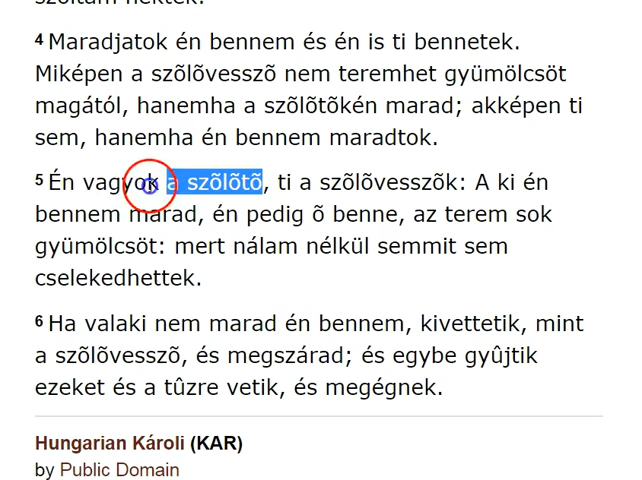 szóltam néktek.
4 Maradjatok én bennem és én is ti bennetek.
Miképen a szõlõvesszõ nem teremhet gyümölcsöt
magától, hanemha a szõlõtõkén marad; akképen ti
sem, hanemha én bennem maradtok.
5 Én vagyok a szõlõtõ, ti a szõlõvesszõk: A ki én
bennem marad, én pedig õ benne, az terem sok
gyümölcsöt: mert nálam nélkül semmit sem
cselekedhettek.
6 Ha valaki nem marad én bennem, kivettetik, mint
a szõlõvesszõ, és megszárad; és egybe gyûjtik
ezeket és a tûzre vetik, és megégnek.
Hungarian Károli (KAR)
by Public Domain